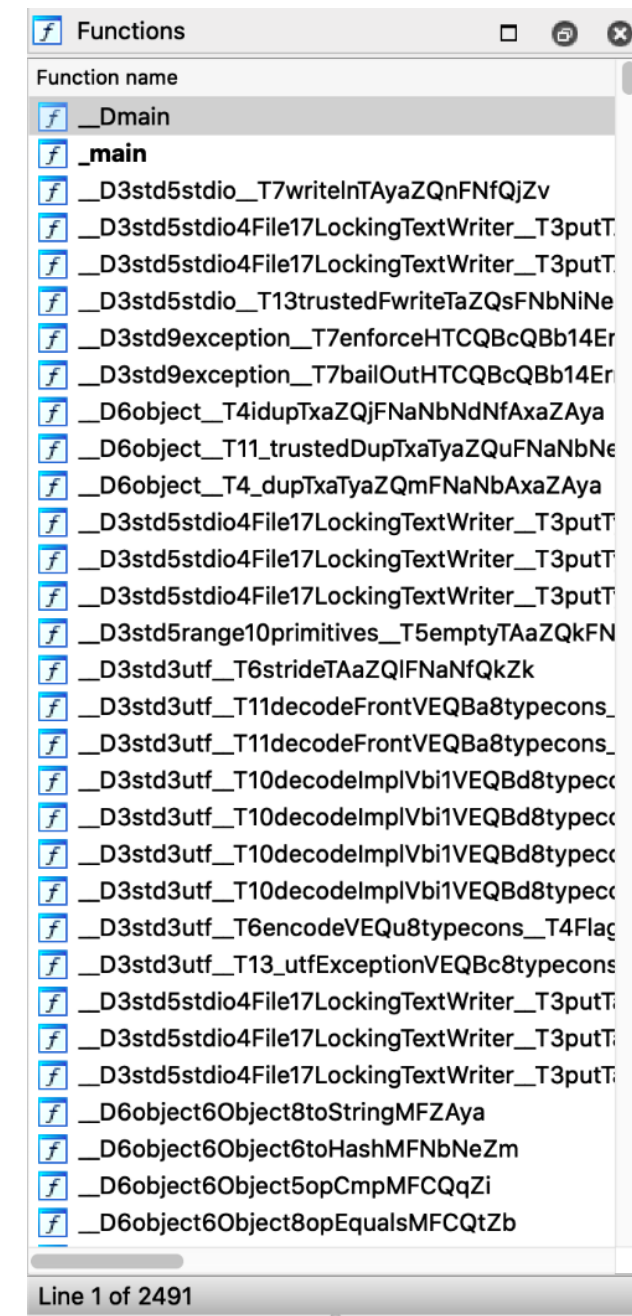 Functions
Function name
__Dmain
_main
__D3std5stdio__T7writelnTAyaZQnFNfQjZv
__D3std5stdio4File17LockingTextWriter__T3putT
__D3std5stdio4File17LockingTextWriter__T3putT
__D3std5stdio__T13trustedFwriteTaZQsFNbNiNe
__D3std9exception__T7enforceHTCQBcQBb14Er
__D3std9exception__T7bailOutHTCQBcQBb14Er
__D6object__T4idupTxaZQjFNaNbNdNfAxaZAya
__D6object__T11_trustedDupTxaTyaZQuFNaNbNe
__D6object__T4_dupTxaTyaZQmFNaNbAxaZAya
__D3std5stdio4File17LockingTextWriter__T3putT
__D3std5stdio4File17LockingTextWriter__T3putT
__D3std5stdio4File17LockingTextWriter__T3putT
__D3std5range10primitives__T5emptyTAaZQkFN
__D3std3utf__T6strideTAaZQlFNaNfQkZk
__D3std3utf__T11decodeFrontVEQBa8typecons_
__D3std3utf__T11decodeFrontVEQBa8typecons_
__D3std3utf__T10decodeImplVbi1VEQBd8typec
__D3std3utf__T10decodeImplVbi1VEQBd8typec
__D3std3utf__T10decodeImplVbi1VEQBd8typec
__D3std3utf__T10decodeImplVbi1VEQBd8typec
__D3std3utf__T6encodeVEQu8typecons__T4Flag
__D3std3utf__T13_utfExceptionVEQBc8typecons
__D3std5stdio4File17LockingTextWriter__T3putT
__D3std5stdio4File17LockingTextWriter__T3putT
__D3std5stdio4File17LockingTextWriter__T3putT
__D6object6Object8toStringMFZAya
__D6object6Object6toHashMFNbNeZm
__D6object6Object5opCmpMFCQqZi
__D6object6Object8opEqualsMFCQtZb
Line 1 of 2491